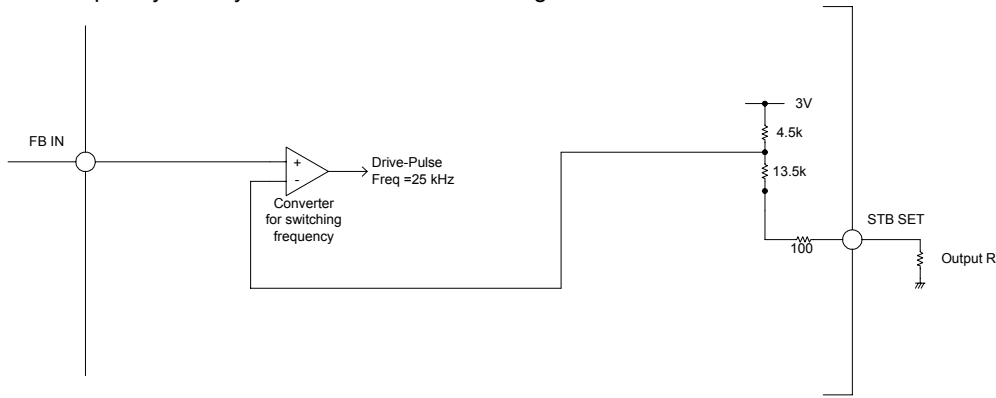 3V
4.5k
FB IN
13.5k
Drive-Pulse
Freq =25 kHz
+
-
Converter
for switching
frequency
STB SET
100
Output R